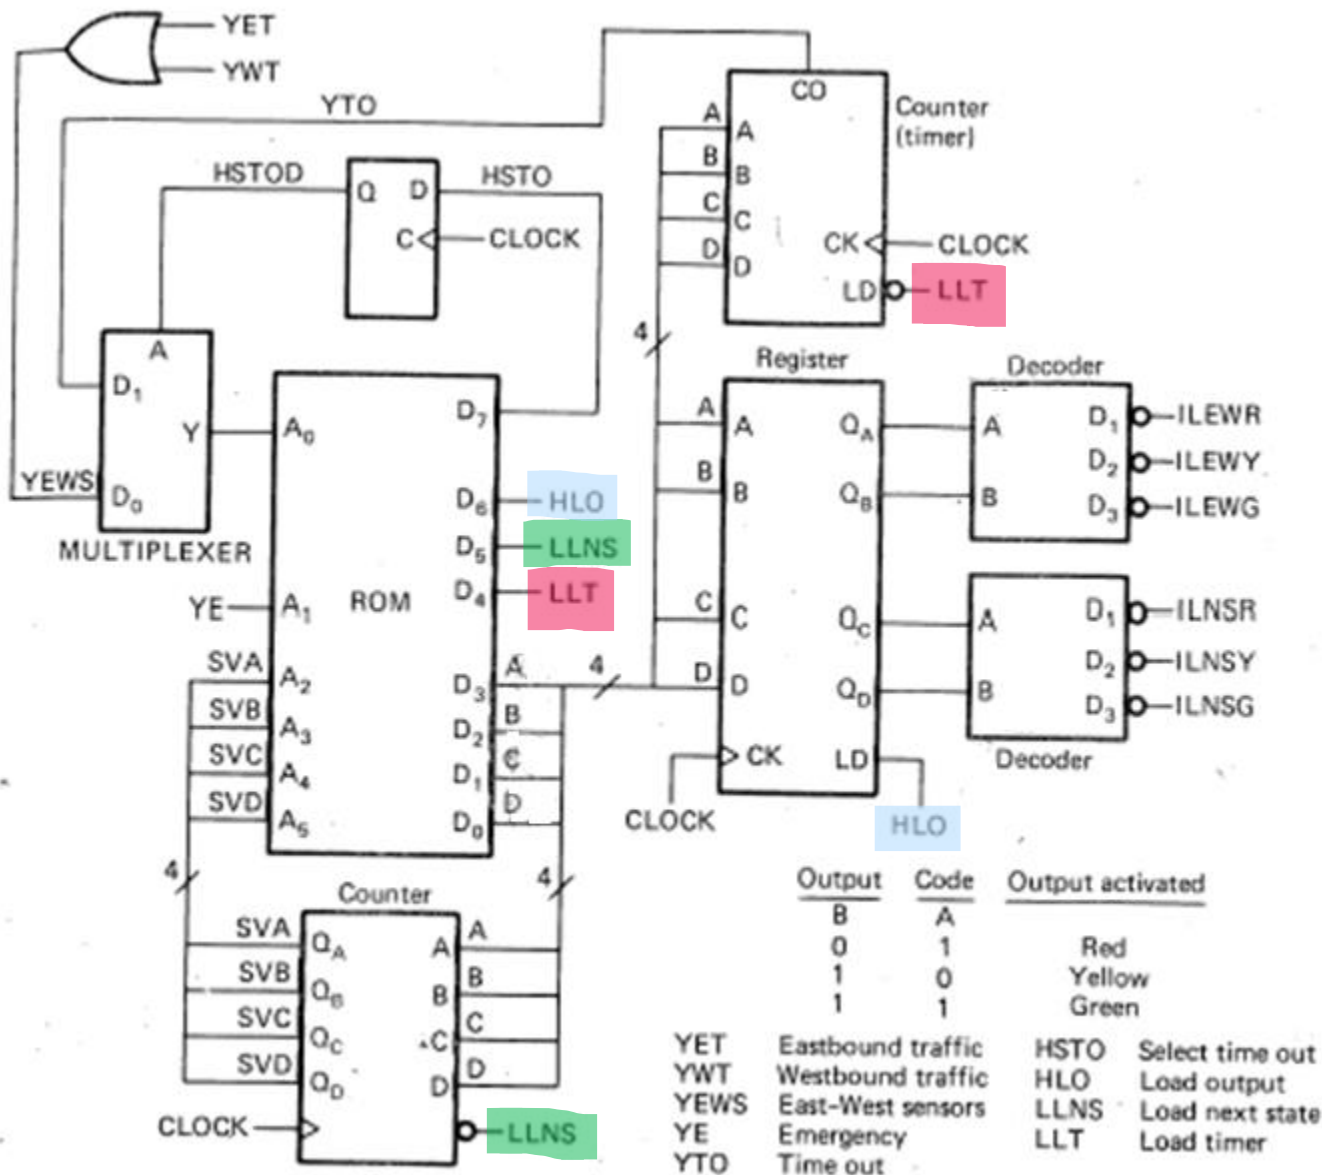 YET
YWT
YTO
CO
Counter
(timer)
A A
B B
C C
D D
CK CLOCK
LD LLT
HSTOD Q D HSTO
C CLOCK
4
A
D1
Y
YEWS D0
MULTIPLEXER
A0
D7
D6 HLO
D5 LLNS
D4 LLT
YE A1
ROM
SVA A2
SVB A3
SVC A4
SVD A5
D3 A
D2 B
D1 C
D0 D
4
4
4
Register
A A QA
B B QB
C C QC
D D QD
CK LD
CLOCK
HLO
Decoder
A D1 ILEWR
D2 ILEWY
B D3 ILEWG
A D1 ILNSR
D2 ILNSY
B D3 ILNSG
Decoder
Counter
SVA QA A A
SVB QB B B
SVC QC C C
SVD QD D D
CLOCK LLNS
Output Code Output activated
B A
0 1 Red
1 0 Yellow
1 1 Green
YET Eastbound traffic HSTO Select time out
YWT Westbound traffic HLO Load output
YEWS East-West sensors LLNS Load next state
YE Emergency LLT Load timer
YTO Time out